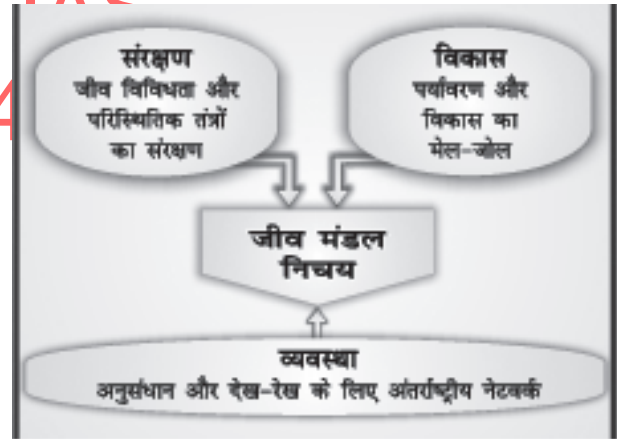 संरक्षण
जीव विविधता और
परिस्थितिक तंत्रों
का संरक्षण
विकास
पर्यावरण और
विकास का
मेल-जोल
जीव मंडल
निचय
व्यवस्था
अनुसंधान और देख-रेख के लिए अंतर्राष्ट्रीय नेटवर्क